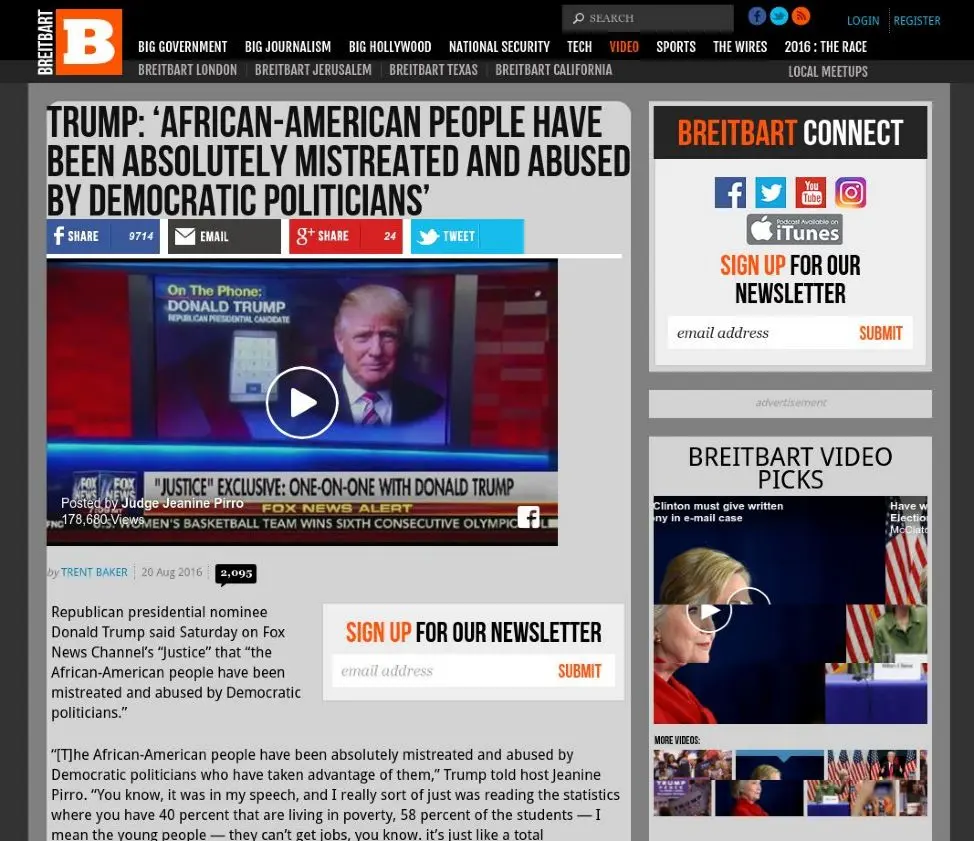 BREITBART
B
SEARCH
LOGIN
REGISTER
BIG GOVERNMENT BIG JOURNALISM BIG HOLLYWOOD NATIONAL SECURITY TECH VIDEO SPORTS THE WIRES 2016 : THE RACE
BREITBART LONDON BREITBART JERUSALEM BREITBART TEXAS BREITBART CALIFORNIA LOCAL MEETUPS
TRUMP: ‘AFRICAN-AMERICAN PEOPLE HAVE
BEEN ABSOLUTELY MISTREATED AND ABUSED
BY DEMOCRATIC POLITICIANS’
f SHARE 9714 EMAIL g+ SHARE 24 TWEET
On The Phone:
DONALD TRUMP
REPUBLICAN PRESIDENTIAL CANDIDATE
FOX NEWS FOX NEWS
"JUSTICE" EXCLUSIVE: ONE-ON-ONE WITH DONALD TRUMP
Posted by Judge Jeanine Pirro
FOX NEWS ALERT
178,680 Views
U.S. WOMEN'S BASKETBALL TEAM WINS SIXTH CONSECUTIVE OLYMPIC
by TRENT BAKER 20 Aug 2016 2,095
Republican presidential nominee
Donald Trump said Saturday on Fox
News Channel’s “Justice” that “the
African-American people have been
mistreated and abused by Democratic
politicians.”
SIGN UP FOR OUR NEWSLETTER
email address SUBMIT
“[T]he African-American people have been absolutely mistreated and abused by
Democratic politicians who have taken advantage of them,” Trump told host Jeanine
Pirro. “You know, it was in my speech, and I really sort of just was reading the statistics
where you have 40 percent that are living in poverty, 58 percent of the students — I
mean the young people — they can’t get jobs, you know, it’s just like a total
BREITBART CONNECT
You Tube
Podcast Available on
iTunes
SIGN UP FOR OUR
NEWSLETTER
email address SUBMIT
advertisement
BREITBART VIDEO
PICKS
Clinton must give written
ny in e-mail case
Have w
Electio
McClatc
MORE VIDEOS:
TRUMP